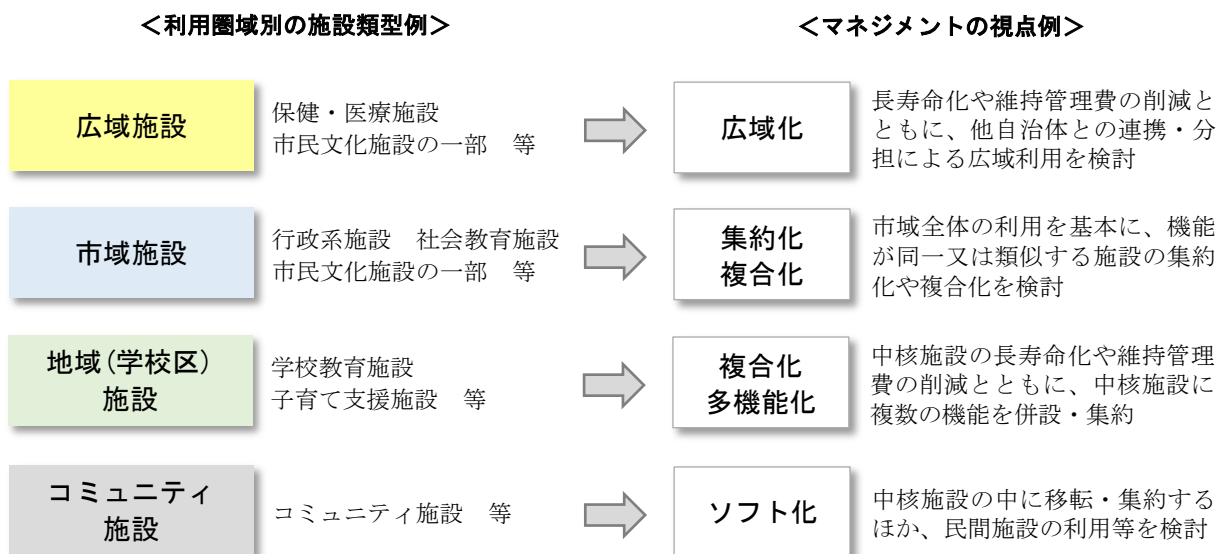 <利用圏域別の施設類型例>
<マネジメントの視点例>
広域施設
保健・医療施設
市民文化施設の一部　等
広域化
長寿命化や維持管理費の削減と
ともに、他自治体との連携・分
担による広域利用を検討
市域施設
行政系施設　社会教育施設
市民文化施設の一部　等
集約化
複合化
市域全体の利用を基本に、機能
が同一又は類似する施設の集約
化や複合化を検討
地域(学校区)
施設
学校教育施設
子育て支援施設　等
複合化
多機能化
中核施設の長寿命化や維持管理
費の削減とともに、中核施設に
複数の機能を併設・集約
コミュニティ
施設
コミュニティ施設　等
ソフト化
中核施設の中に移転・集約する
ほか、民間施設の利用等を検討